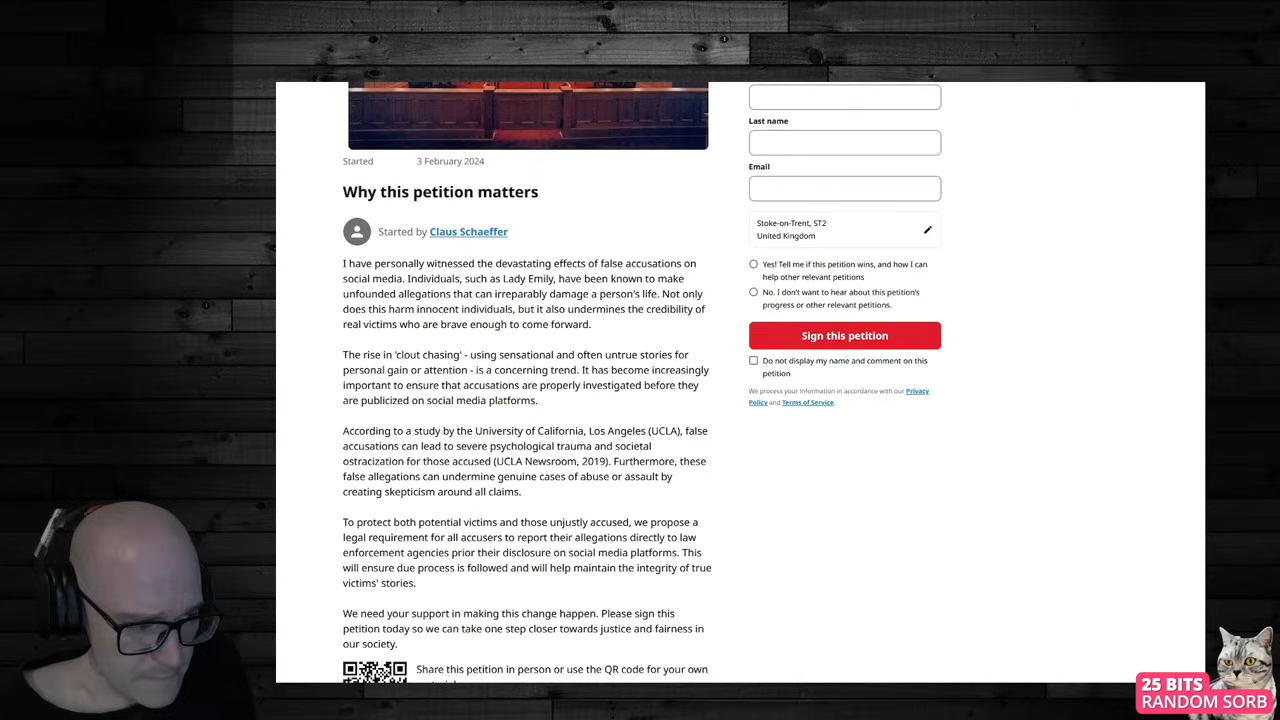 Started 3 February 2024
Why this petition matters
Started by Claus Schaeffer
I have personally witnessed the devastating effects of false accusations on
social media. Individuals, such as Lady Emily, have been known to make
unfounded allegations that can irreparably damage a person's life. Not only
does this harm innocent individuals, but it also undermines the credibility of
real victims who are brave enough to come forward.
The rise in 'clout chasing' - using sensational and often untrue stories for
personal gain or attention - is a concerning trend. It has become increasingly
important to ensure that accusations are properly investigated before they
are publicized on social media platforms.
According to a study by the University of California, Los Angeles (UCLA), false
accusations can lead to severe psychological trauma and societal
ostracization for those accused (UCLA Newsroom, 2019). Furthermore, these
false allegations can undermine genuine cases of abuse or assault by
creating skepticism around all claims.
To protect both potential victims and those unjustly accused, we propose a
legal requirement for all accusers to report their allegations directly to law
enforcement agencies prior their disclosure on social media platforms. This
will ensure due process is followed and will help maintain the integrity of true
victims' stories.
We need your support in making this change happen. Please sign this
petition today so we can take one step closer towards justice and fairness in
our society.
Share this petition in person or use the QR code for your own
Last name
Email
Stoke-on-Trent, ST2
United Kingdom
Yes! Tell me if this petition wins, and how I can
help other relevant petitions
No. I don't want to hear about this petition's
progress or other relevant petitions.
Sign this petition
Do not display my name and comment on this
petition
We process your information in accordance with our Privacy
Policy and Terms of Service.
25 BITS
RANDOM SORB